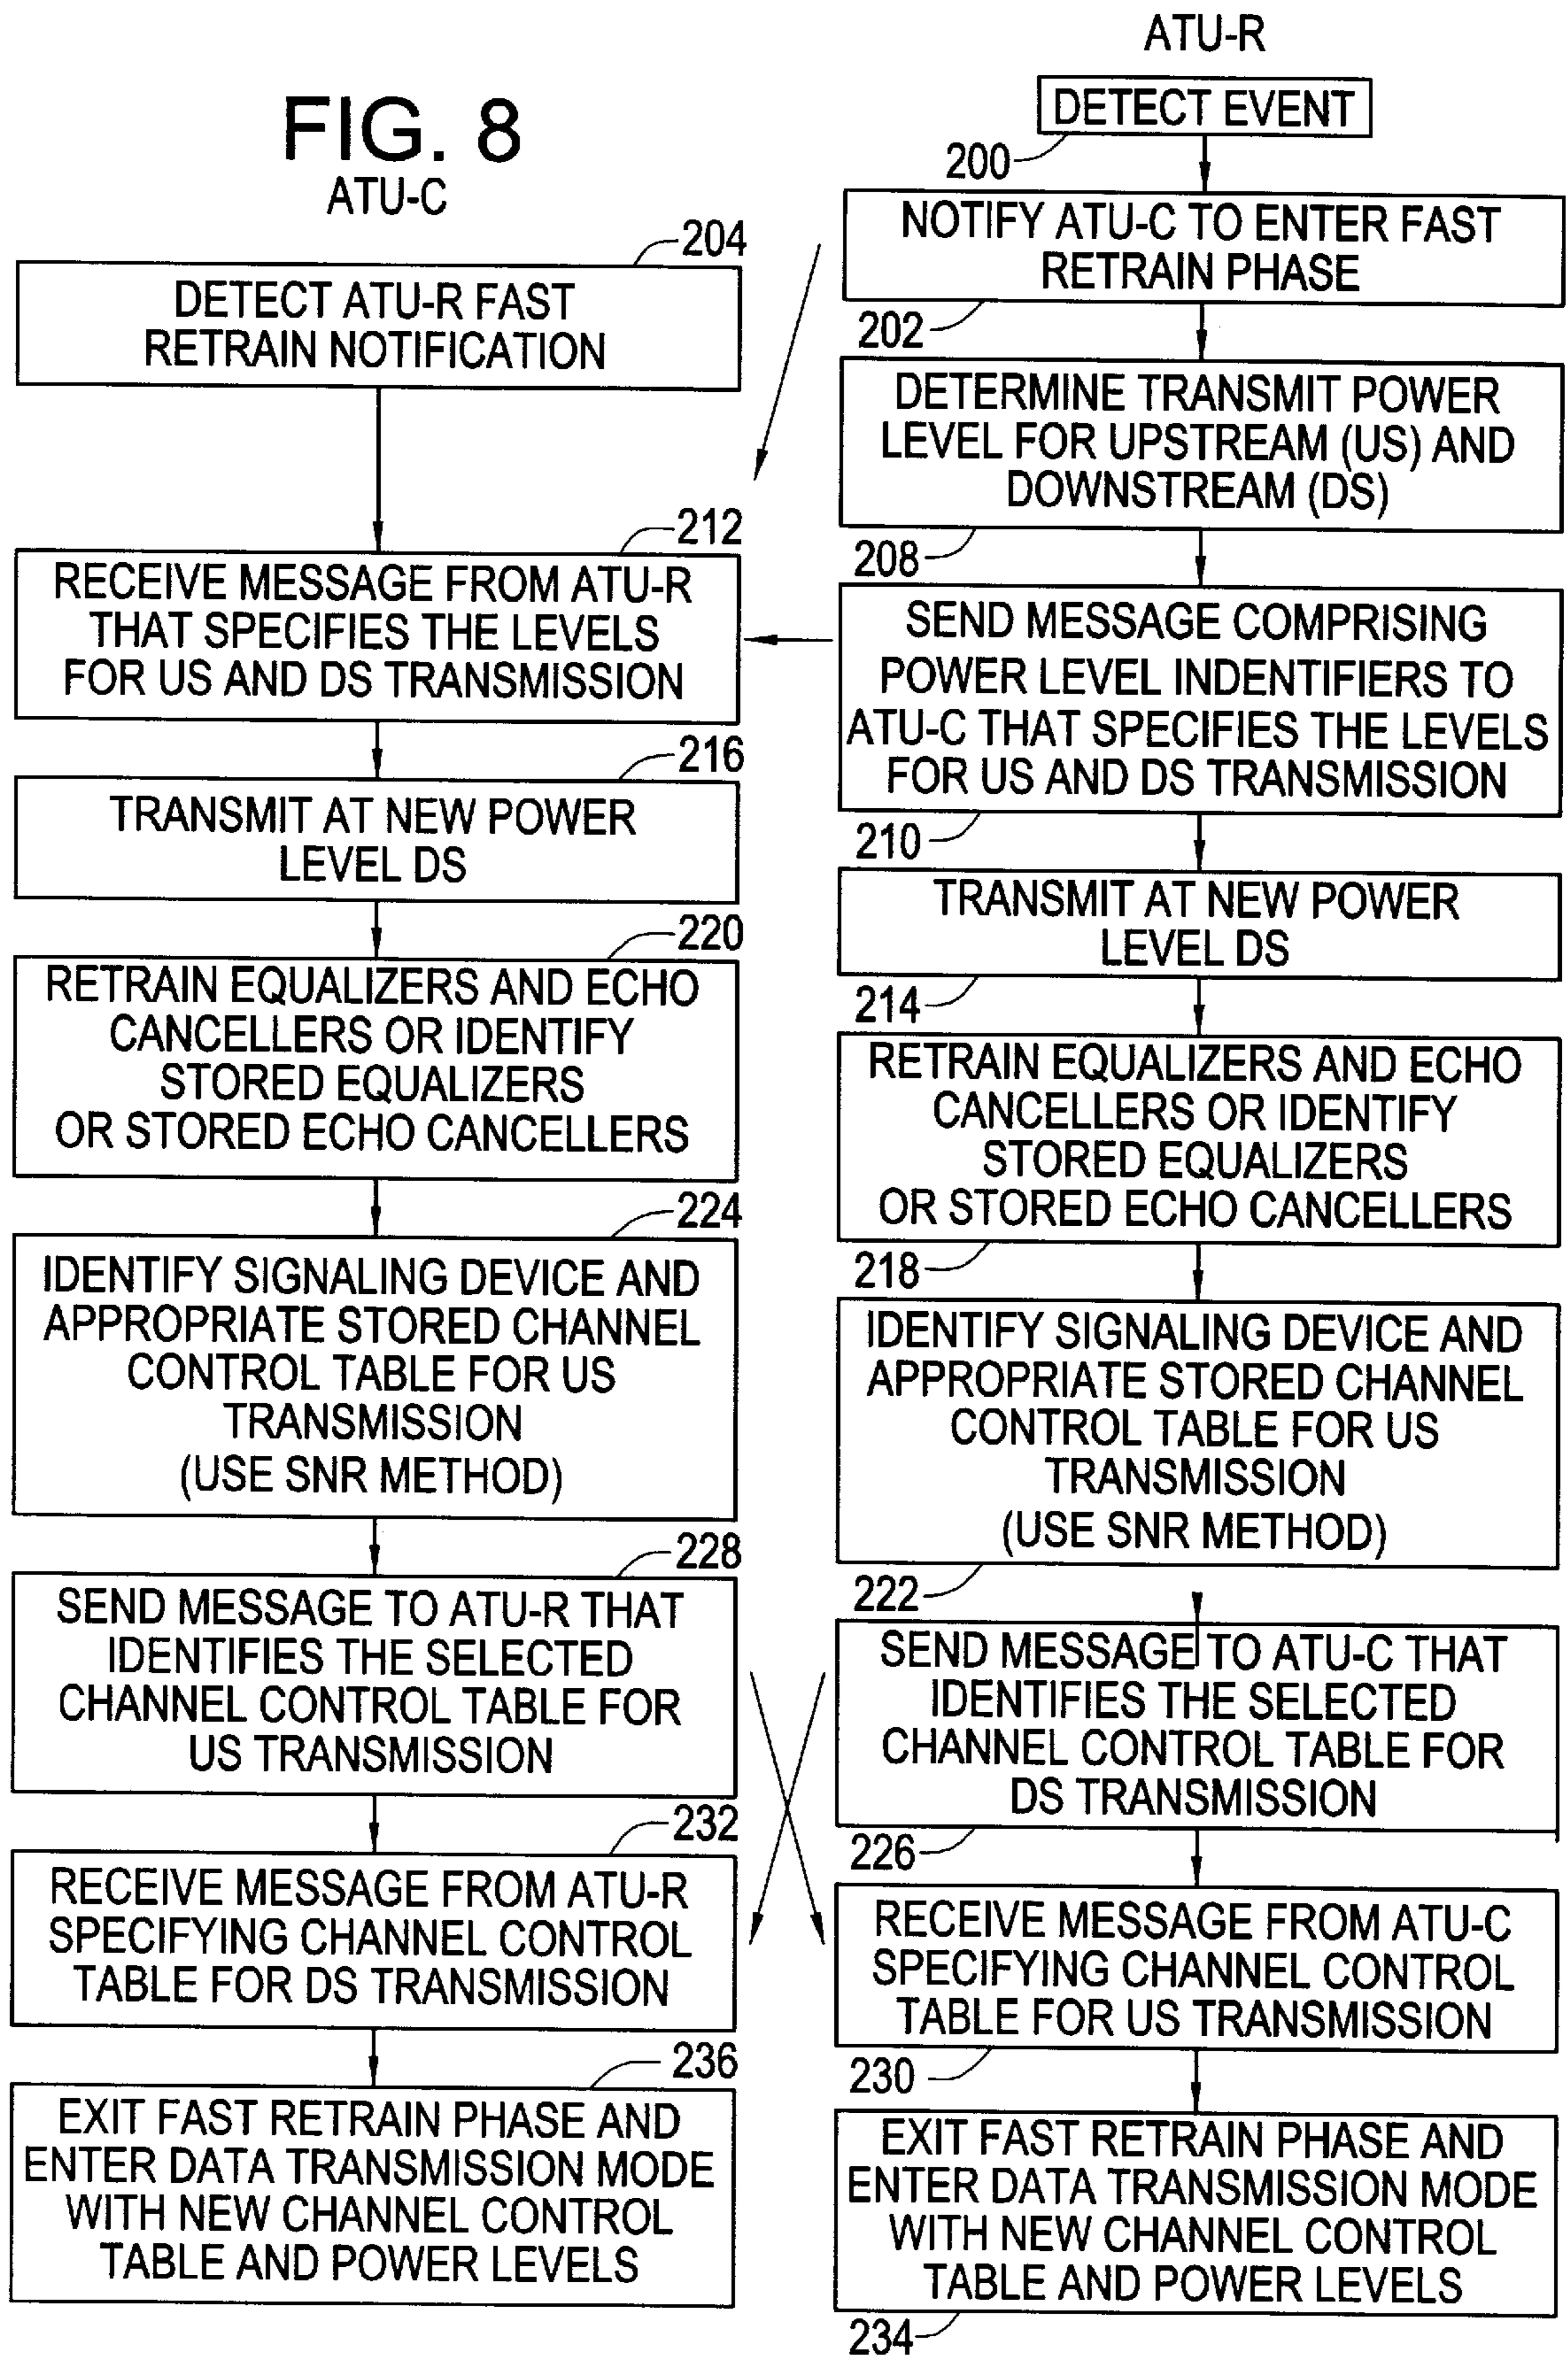 FIG. 8
ATU-C
204
DETECT ATU-R FAST
RETRAIN NOTIFICATION
212
RECEIVE MESSAGE FROM ATU-R
THAT SPECIFIES THE LEVELS
FOR US AND DS TRANSMISSION
216
TRANSMIT AT NEW POWER
LEVEL DS
220
RETRAIN EQUALIZERS AND ECHO
CANCELLERS OR IDENTIFY
STORED EQUALIZERS
OR STORED ECHO CANCELLERS
224
IDENTIFY SIGNALING DEVICE AND
APPROPRIATE STORED CHANNEL
CONTROL TABLE FOR US
TRANSMISSION
(USE SNR METHOD)
228
SEND MESSAGE TO ATU-R THAT
IDENTIFIES THE SELECTED
CHANNEL CONTROL TABLE FOR
US TRANSMISSION
232
RECEIVE MESSAGE FROM ATU-R
SPECIFYING CHANNEL CONTROL
TABLE FOR DS TRANSMISSION
236
EXIT FAST RETRAIN PHASE AND
ENTER DATA TRANSMISSION MODE
WITH NEW CHANNEL CONTROL
TABLE AND POWER LEVELS
ATU-R
DETECT EVENT
200
NOTIFY ATU-C TO ENTER FAST
RETRAIN PHASE
202
DETERMINE TRANSMIT POWER
LEVEL FOR UPSTREAM (US) AND
DOWNSTREAM (DS)
208
SEND MESSAGE COMPRISING
POWER LEVEL INDENTIFIERS TO
ATU-C THAT SPECIFIES THE LEVELS
FOR US AND DS TRANSMISSION
210
TRANSMIT AT NEW POWER
LEVEL DS
214
RETRAIN EQUALIZERS AND ECHO
CANCELLERS OR IDENTIFY
STORED EQUALIZERS
OR STORED ECHO CANCELLERS
218
IDENTIFY SIGNALING DEVICE AND
APPROPRIATE STORED CHANNEL
CONTROL TABLE FOR US
TRANSMISSION
(USE SNR METHOD)
222
SEND MESSAGE TO ATU-C THAT
IDENTIFIES THE SELECTED
CHANNEL CONTROL TABLE FOR
DS TRANSMISSION
226
RECEIVE MESSAGE FROM ATU-C
SPECIFYING CHANNEL CONTROL
TABLE FOR US TRANSMISSION
230
EXIT FAST RETRAIN PHASE AND
ENTER DATA TRANSMISSION MODE
WITH NEW CHANNEL CONTROL
TABLE AND POWER LEVELS
234